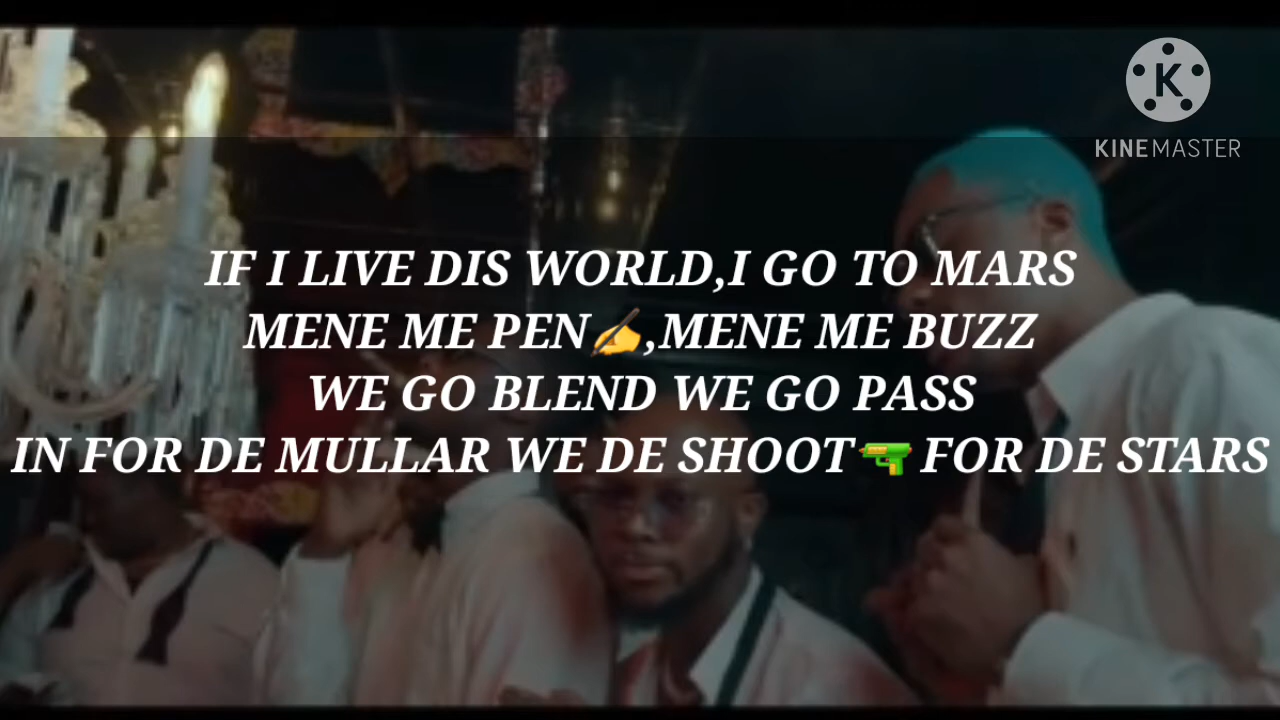 K
KINEMASTER
IF I LIVE DIS WORLD,I GO TO MARS
MENE ME PEN✍,MENE ME BUZZ
WE GO BLEND WE GO PASS
IN FOR DE MULLAR WE DE SHOOT🔫 FOR DE STARS